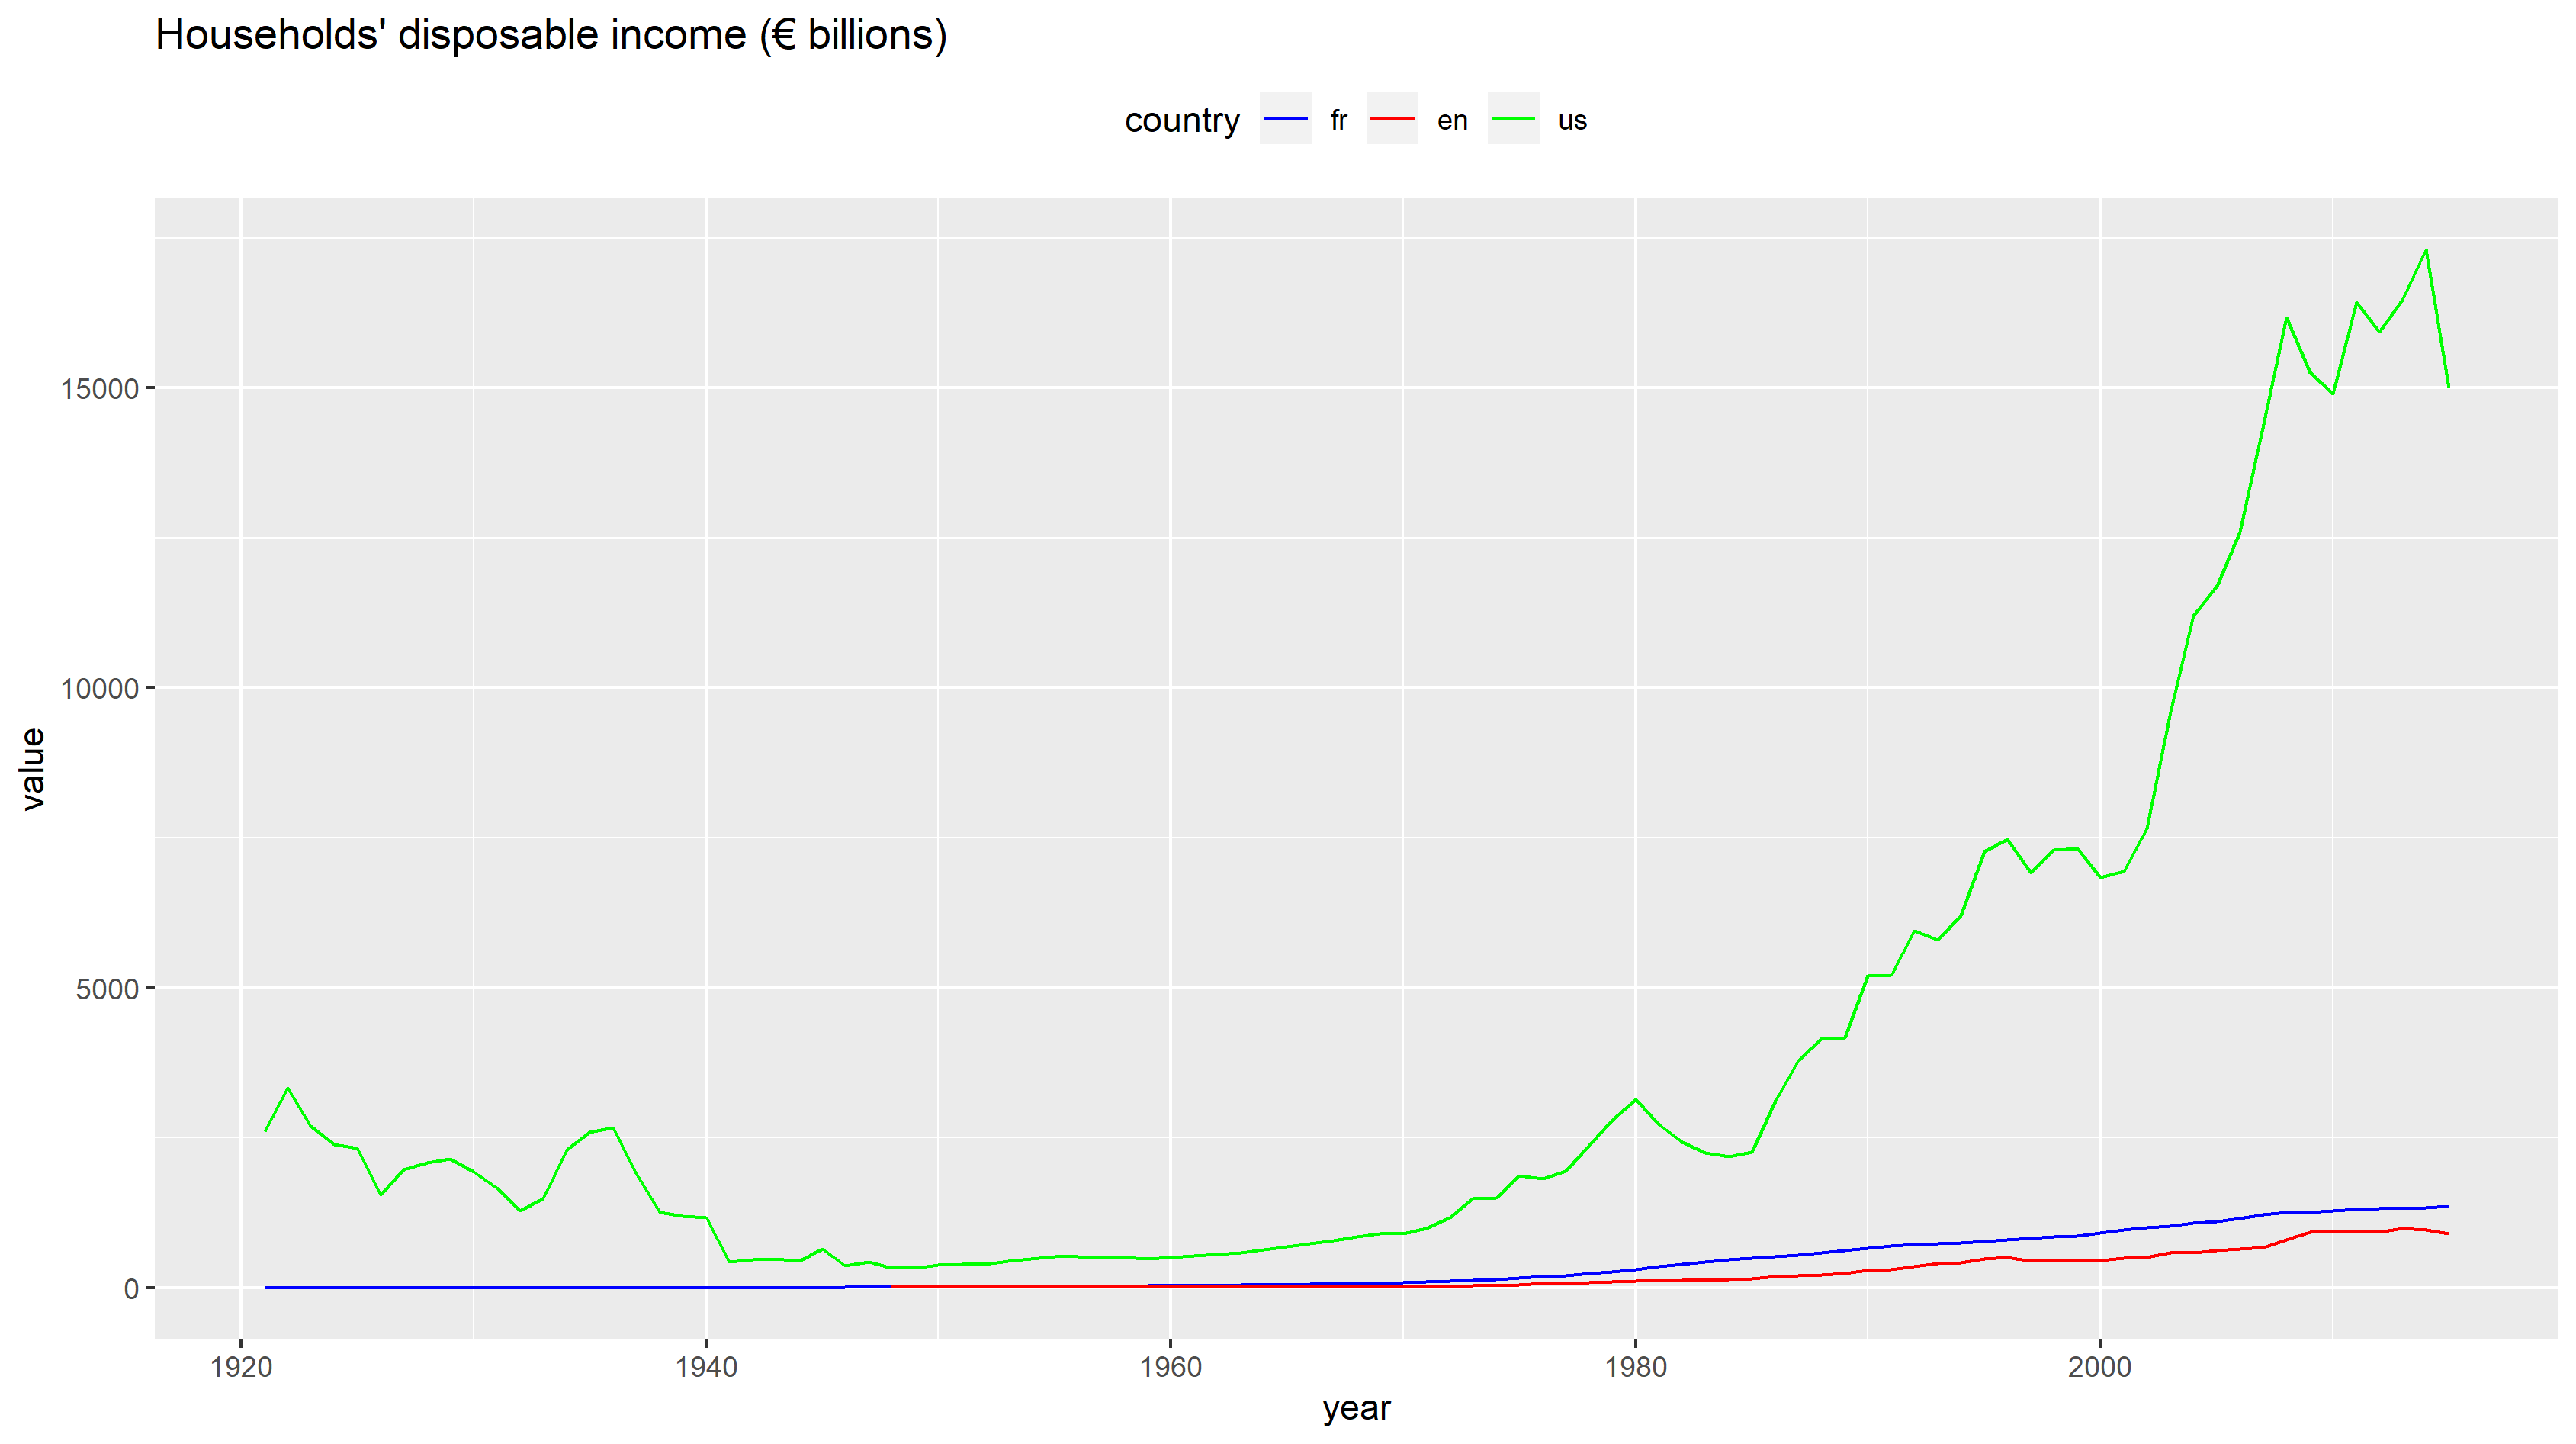 Households' disposable income (€ billions)
country fr en us
15000
10000
5000
0
value
1920 1940 1960 1980 2000
year